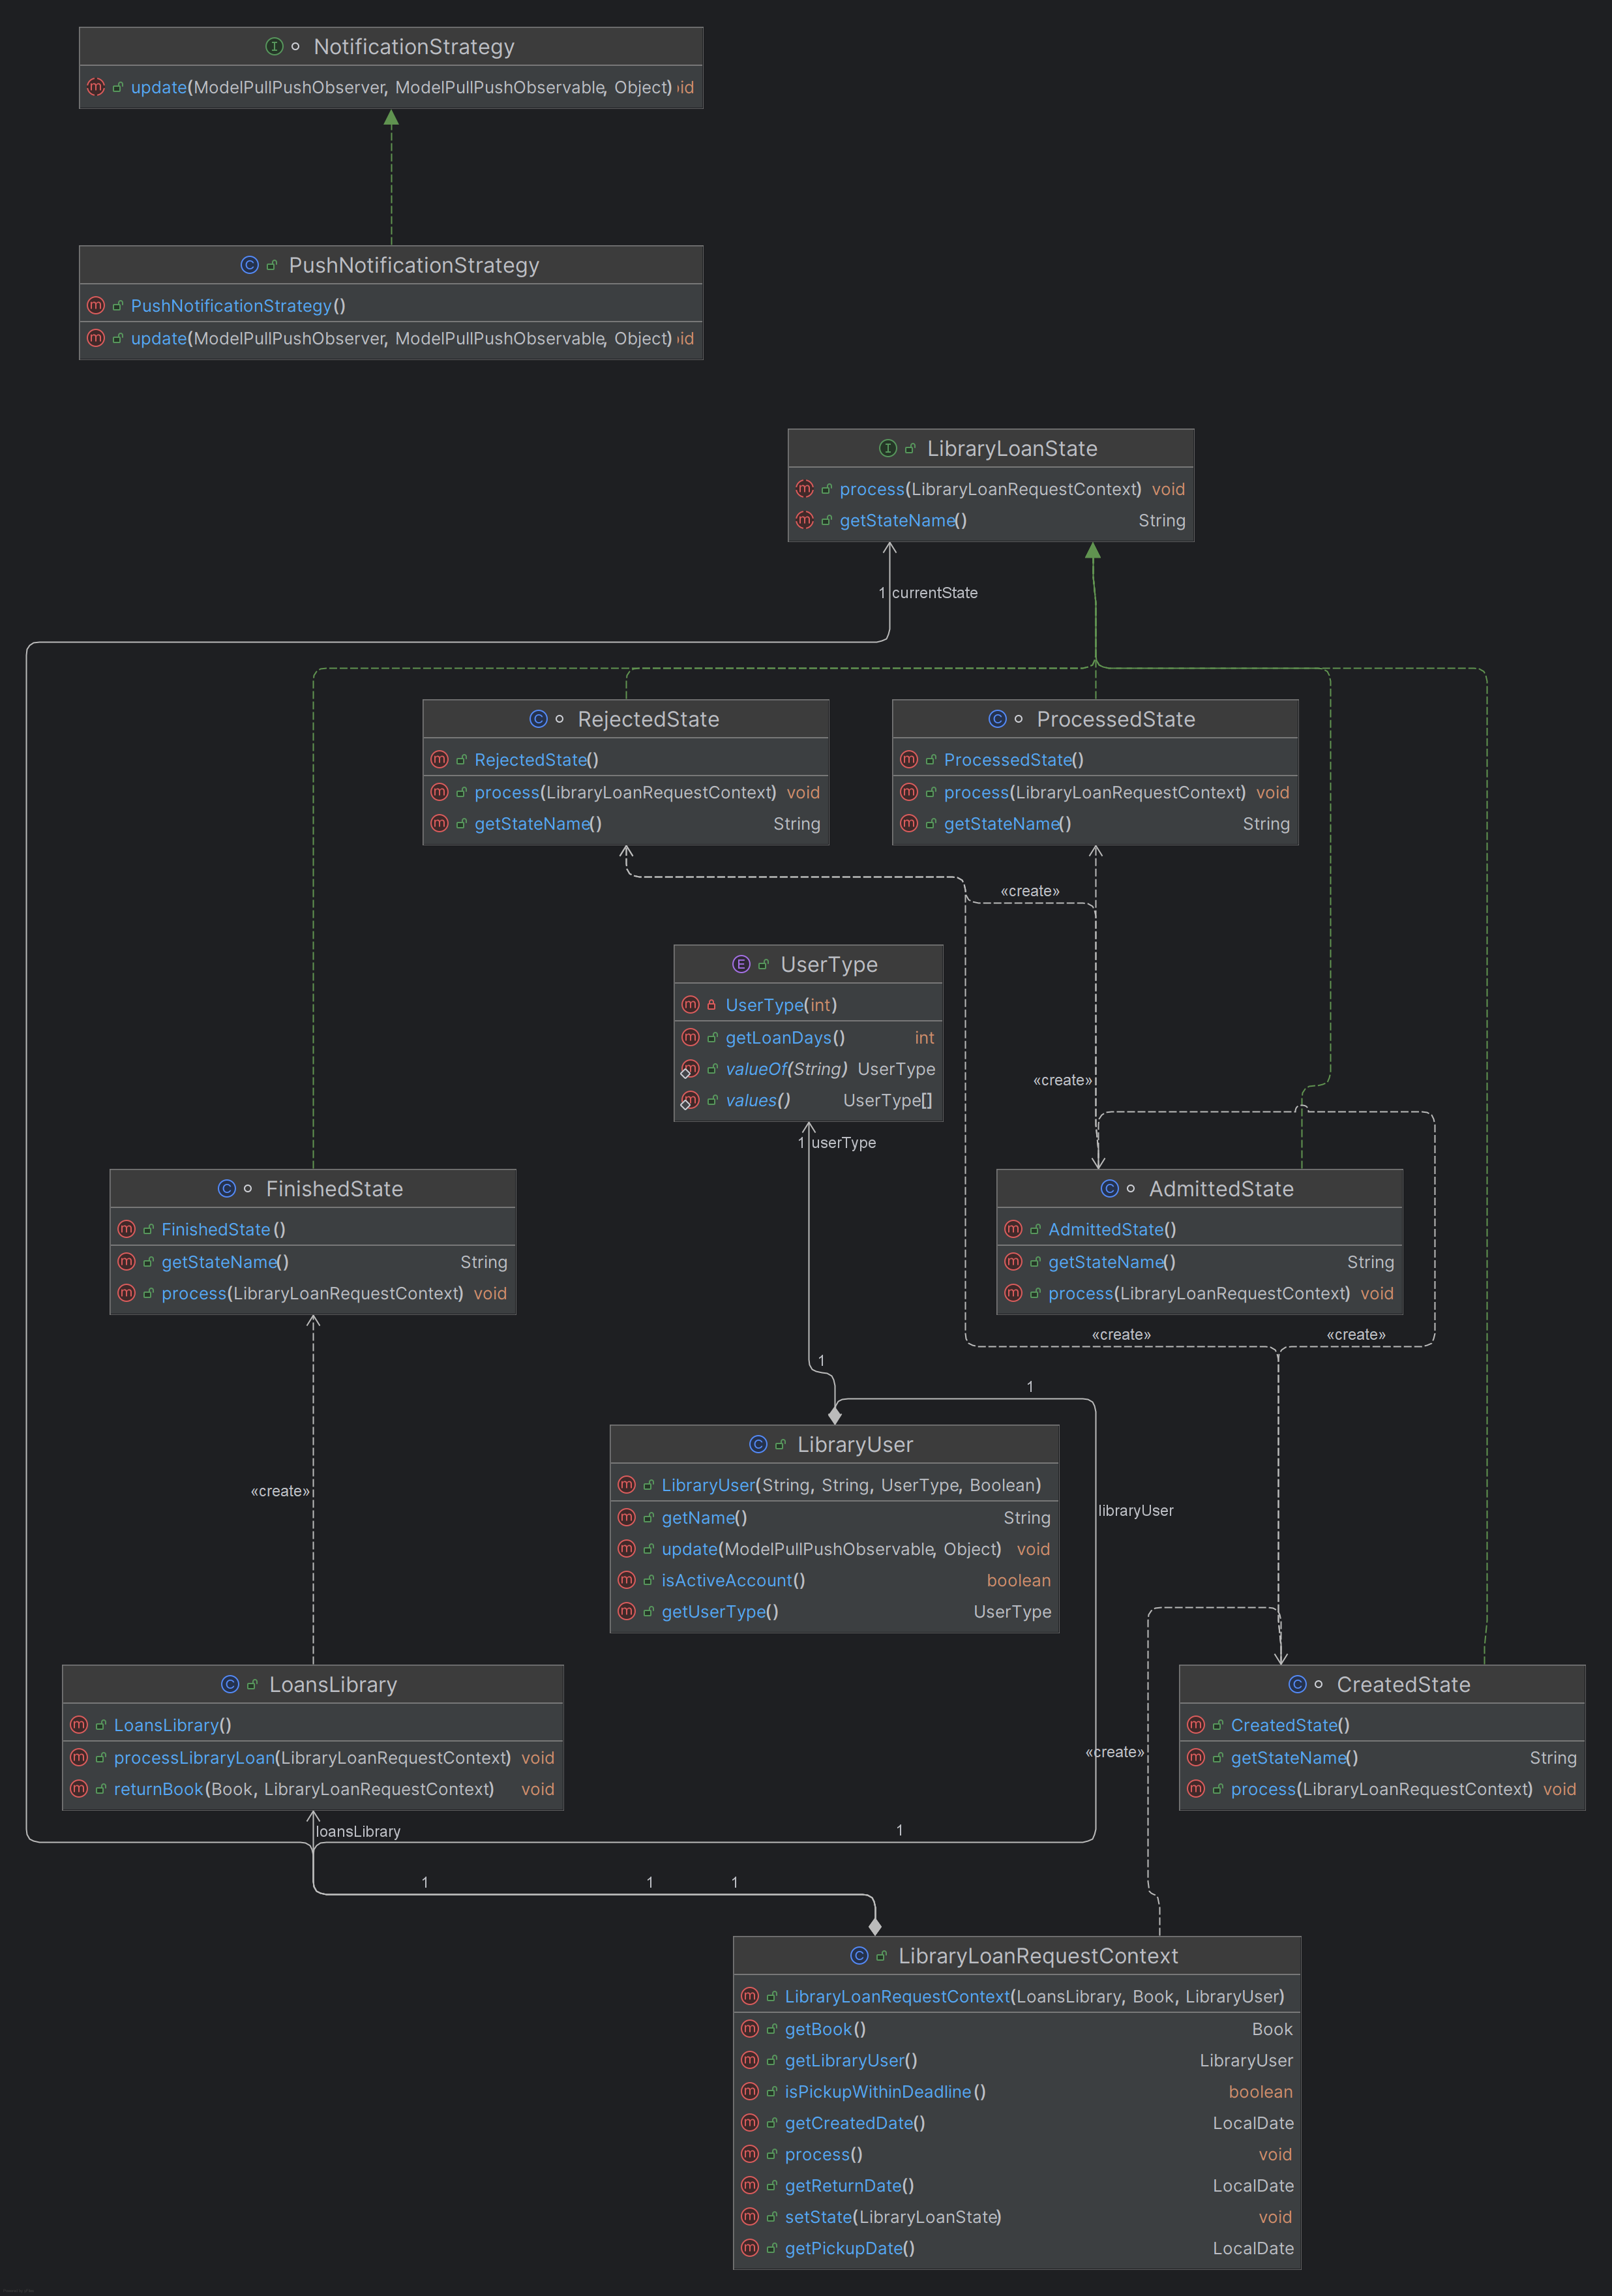 NotificationStrategy
update(ModelPullPushObserver, ModelPullPushObservable, Object) id
PushNotificationStrategy
PushNotificationStrategy()
update(ModelPullPushObserver, ModelPullPushObservable, Object) id
LibraryLoanState
process(LibraryLoanRequestContext) void
getStateName() String
1 currentState
RejectedState
RejectedState()
process(LibraryLoanRequestContext) void
getStateName() String
ProcessedState
ProcessedState()
process(LibraryLoanRequestContext) void
getStateName() String
«create»
UserType
UserType(int)
getLoanDays() int
valueOf(String) UserType
values() UserType[]
«create»
1 userType
FinishedState
FinishedState()
getStateName() String
process(LibraryLoanRequestContext) void
AdmittedState
AdmittedState()
getStateName() String
process(LibraryLoanRequestContext) void
«create» «create»
1
1
LibraryUser
LibraryUser(String, String, UserType, Boolean)
getName() String
update(ModelPullPushObservable, Object) void
isActiveAccount() boolean
getUserType() UserType
«create»
libraryUser
LoansLibrary
LoansLibrary()
processLibraryLoan(LibraryLoanRequestContext) void
returnBook(Book, LibraryLoanRequestContext) void
CreatedState
CreatedState()
getStateName() String
process(LibraryLoanRequestContext) void
«create»
loansLibrary 1
1 1 1
LibraryLoanRequestContext
LibraryLoanRequestContext(LoansLibrary, Book, LibraryUser)
getBook() Book
getLibraryUser() LibraryUser
isPickupWithinDeadline() boolean
getCreatedDate() LocalDate
process() void
getReturnDate() LocalDate
setState(LibraryLoanState) void
getPickupDate() LocalDate